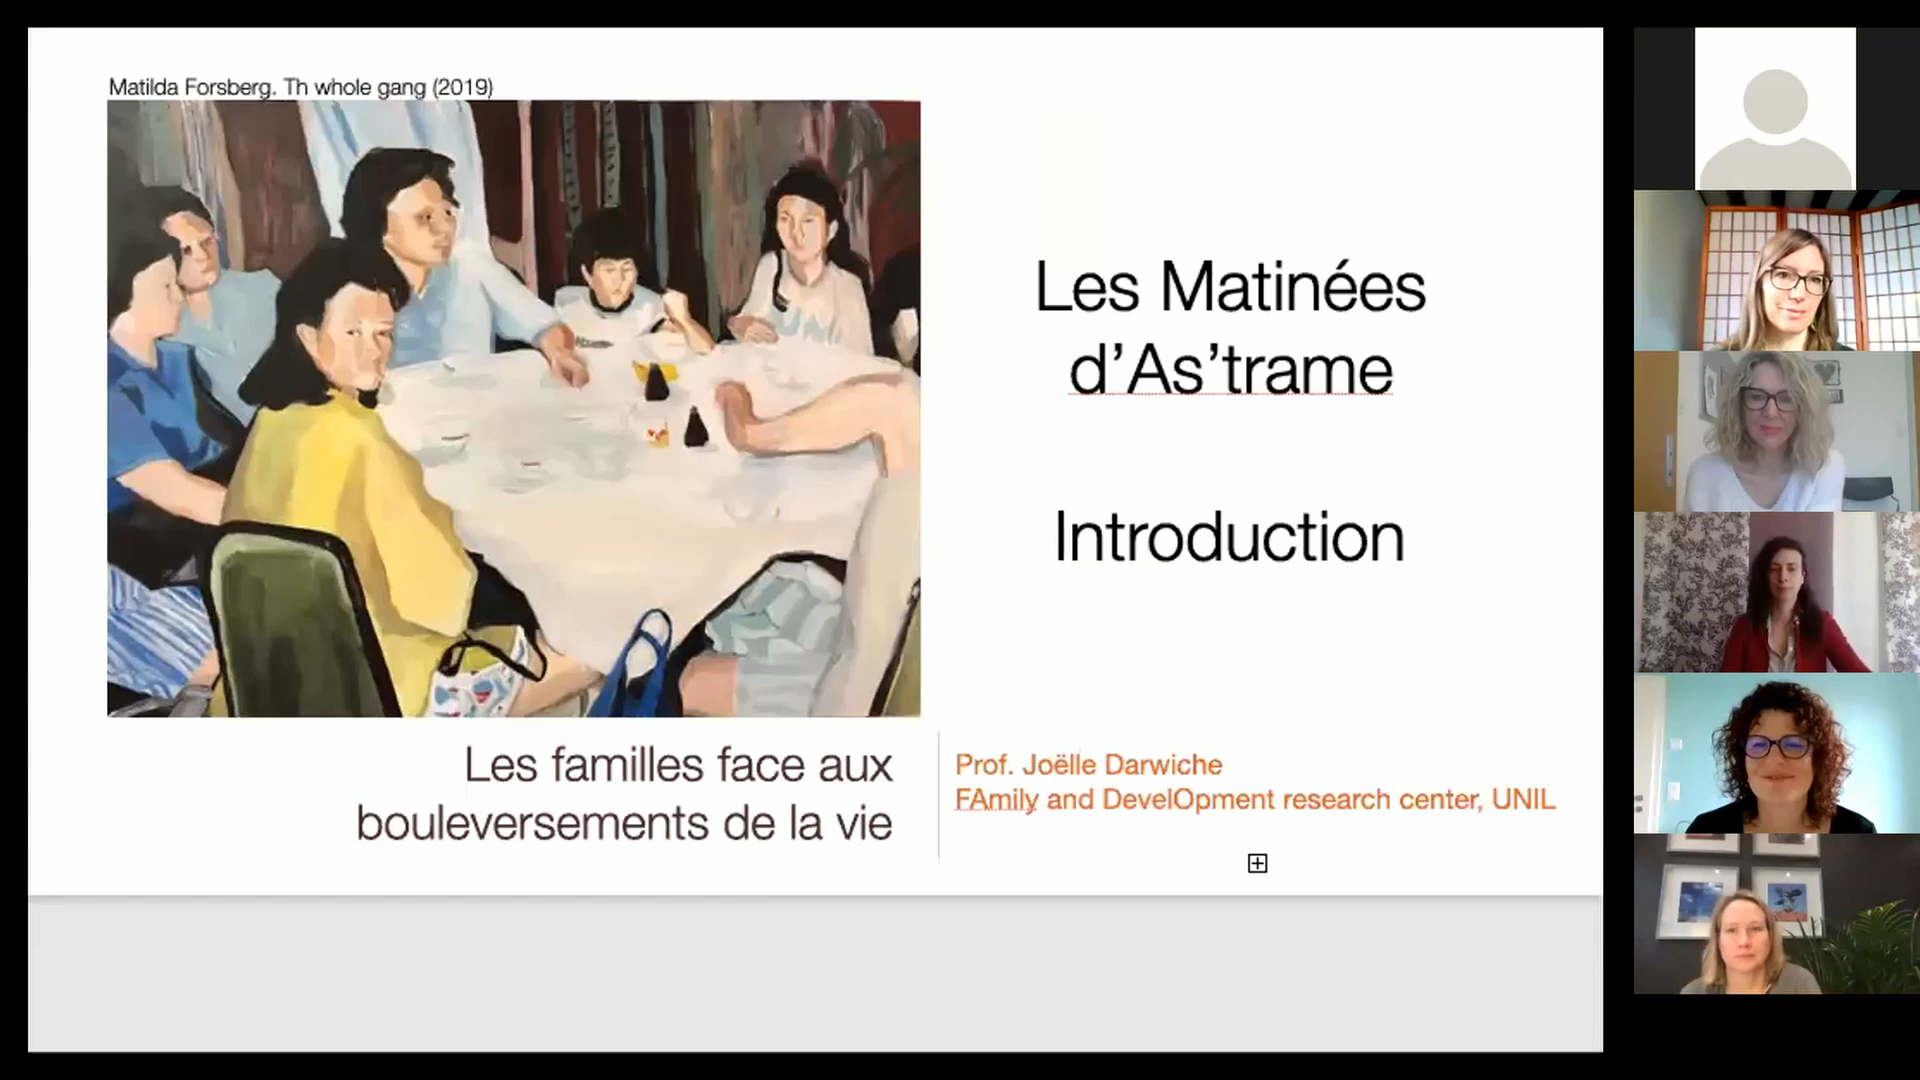 Matilda Forsberg. Th whole gang (2019)
Les Matinées
d’As’trame
Introduction
Les familles face aux
bouleversements de la vie
Prof. Joëlle Darwiche
FAmily and DevelOpment research center, UNIL